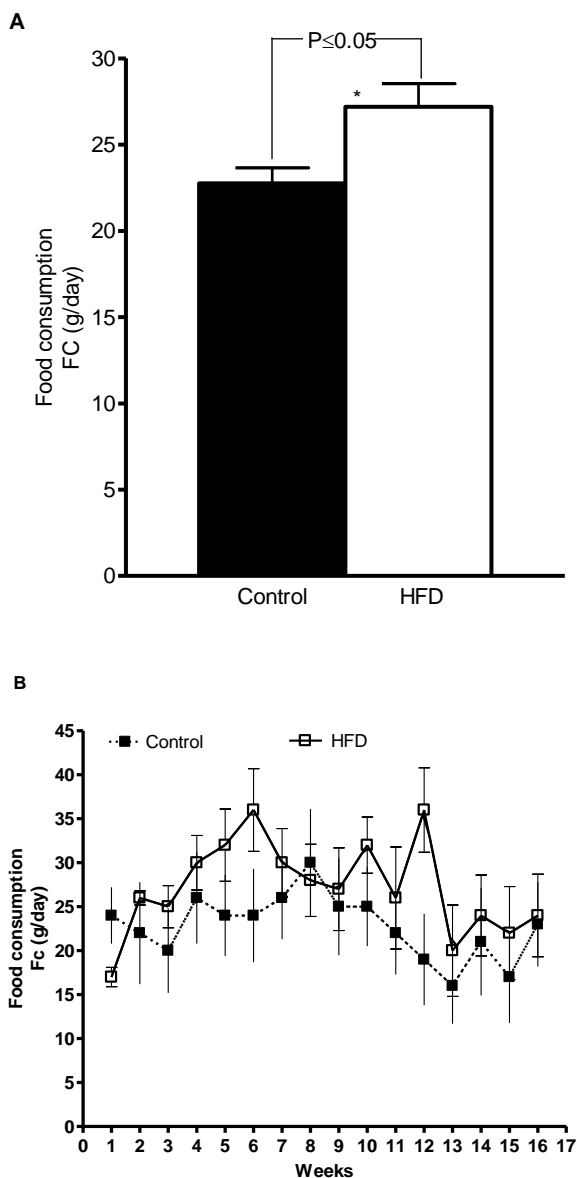 A
P≤0.05
30
*
25
20
15
10
5
0
Food consumption
FC (g/day)
Control HFD
B
45
Control HFD
40
35
30
25
20
15
10
5
0
Food consumption
Fc (g/day)
0 1 2 3 4 5 6 7 8 9 10 11 12 13 14 15 16 17
Weeks